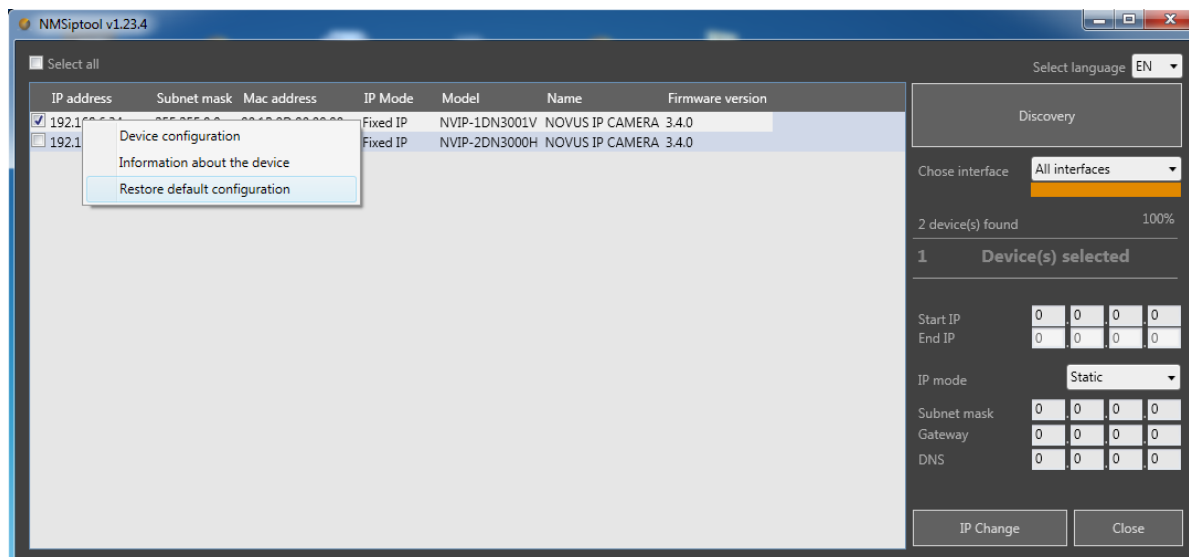 NMSiptool v1.23.4
Select all
Select language EN
IP address Subnet mask Mac address IP Mode Model Name Firmware version
Fixed IP NVIP-1DN3001V NOVUS IP CAMERA 3.4.0
192.1 Fixed IP NVIP-2DN3000H NOVUS IP CAMERA 3.4.0
Device configuration
Information about the device
Restore default configuration
Discovery
Chose interface All interfaces
2 device(s) found 100%
1 Device(s) selected
Start IP 0 . 0 . 0 . 0
End IP 0 . 0 . 0 . 0
IP mode Static
Subnet mask 0 . 0 . 0 . 0
Gateway 0 . 0 . 0 . 0
DNS 0 . 0 . 0 . 0
IP Change Close